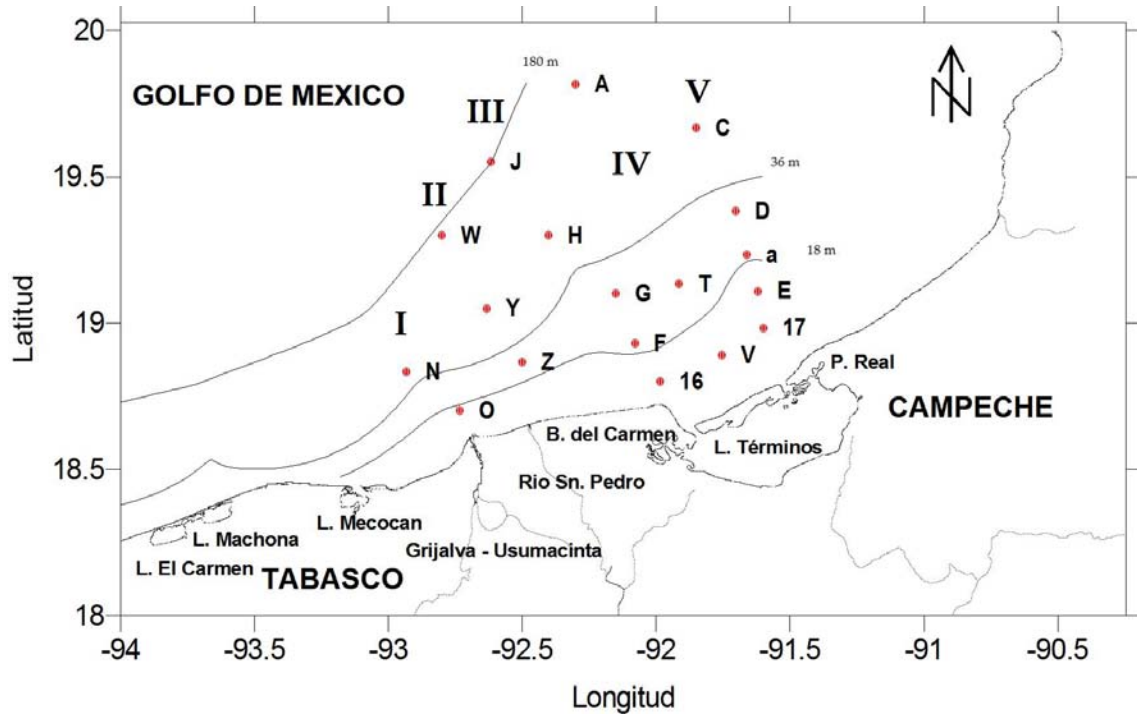 20
19.5
19
18.5
18
Latitud
-94
-93.5
-93
-92.5
-92
-91.5
-91
-90.5
Longitud
GOLFO DE MEXICO
180 m
A
V
N
III
C
J
IV
36 m
II
D
W
H
a
18 m
T
E
G
Y
I
17
F
V
N
Z
16
P. Real
O
CAMPECHE
B. del Carmen
L. Términos
Rio Sn. Pedro
L. Mecocan
L. Machona
Grijalva - Usumacinta
L. El Carmen
TABASCO